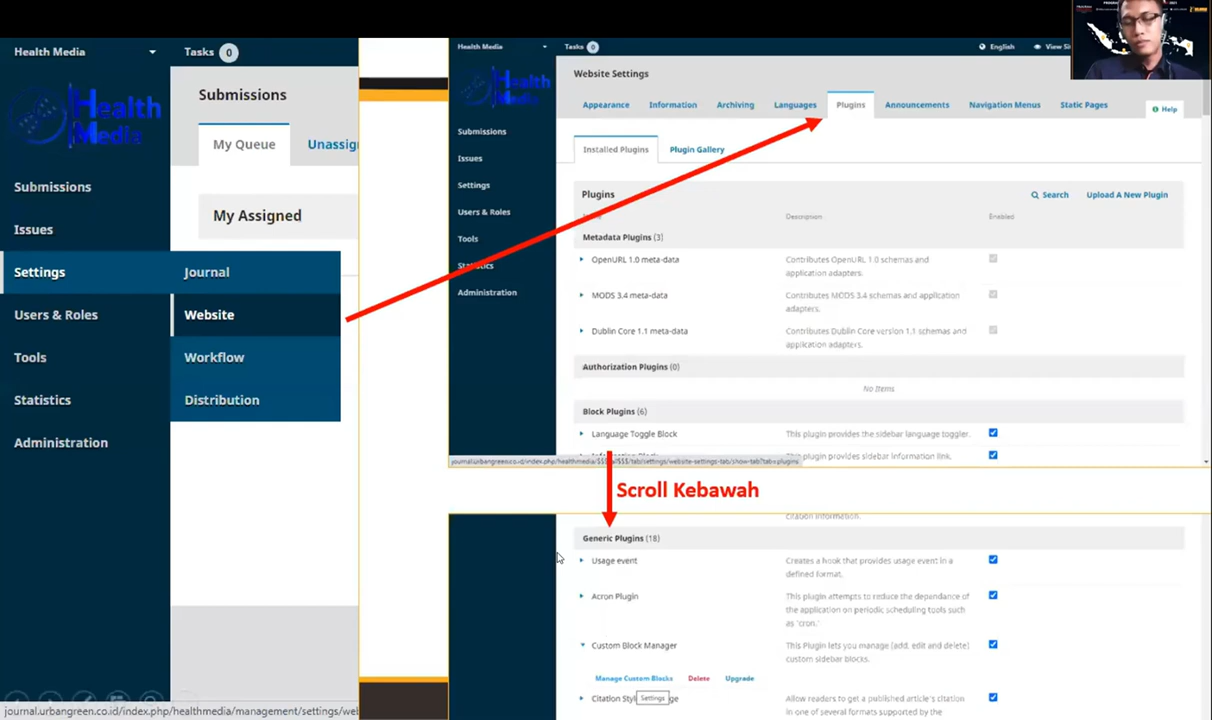 Health Media
Tasks 0
Health Media
Submissions
My Queue
My Assigned
Submissions
Issues
Settings
Users & Roles
Tools
Statistics
Administration
Journal
Website
Workflow
Distribution
journal.urbangreen.co.id/index.php/healthmedia/management/settings/wel
Health Media
Tasks 0
English
Health Media
Submissions
Issues
Settings
Users & Roles
Tools
Statistics
Administration
Website Settings
Appearance
Information
Archiving
Languages
Plugins
Announcements
Navigation Menus
Static Pages
Help
Installed Plugins
Plugin Gallery
Plugins
Search
Upload A New Plugin
Description
Enabled
Metadata Plugins (3)
OpenURL 1.0 meta-data
Contributes OpenURL 1.0 schemas and
application adapters.
MODS 3.4 meta-data
Contributes MODS 3.4 schemas and application
adapters.
Dublin Core 1.1 meta-data
Contributes Dublin Core version 1.1 schemas and
application adapters.
Authorization Plugins (0)
No Items
Block Plugins (6)
Language Toggle Block
This plugin provides the sidebar language toggler.
plugin provides sidebar information link.
Scroll Kebawah
citation information.
Generic Plugins (18)
Usage event
Creates a hook that provides usage event in a
defined format.
Acron Plugin
This plugin attempts to reduce the dependance of
the application on periodic scheduling tools such
as 'cron.'
Custom Block Manager
This Plugin lets you manage (add, edit and delete)
custom sidebar blocks.
Manage Custom Blocks
Delete
Upgrade
Settings
Citation
Allow readers to get a published article's citation
in one of several formats supported by the